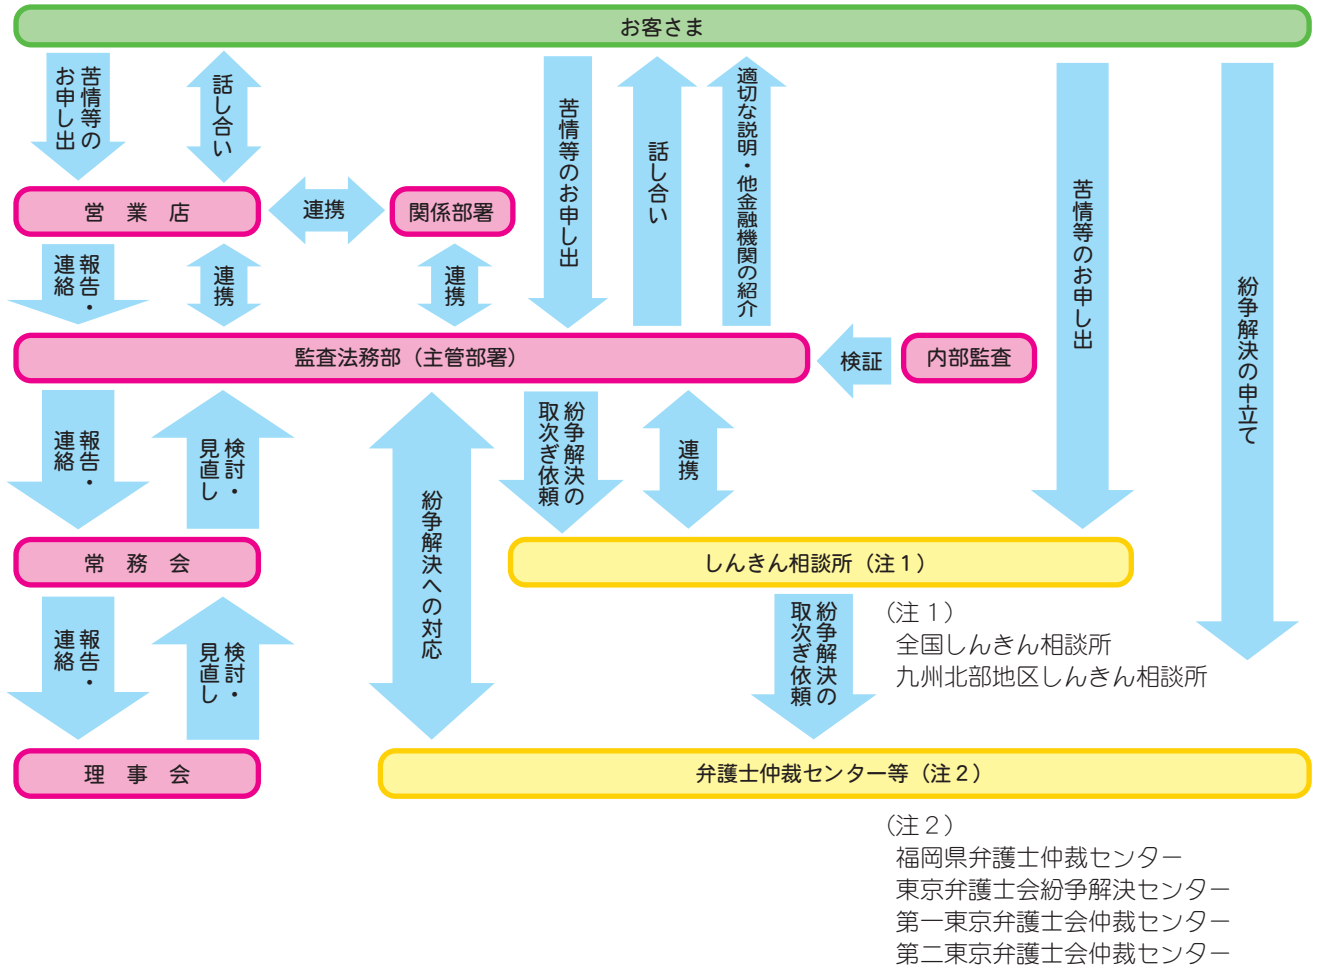 お客さま
苦情等の
お申し出
話し合い
苦情等のお申し出
話し合い
適切な説明・他金融機関の紹介
苦情等のお申し出
紛争解決の申立て
営業店
連携
関係部署
報告・
連絡
連携
連携
監査法務部（主管部署）
検証
内部監査
報告・
連絡
検討・
見直し
紛争解決への対応
紛争解決の
取次ぎ依頼
連携
常務会
しんきん相談所（注１）
報告・
連絡
検討・
見直し
紛争解決の
取次ぎ依頼
（注１）
全国しんきん相談所
九州北部地区しんきん相談所
理事会
弁護士仲裁センター等（注２）
（注２）
福岡県弁護士仲裁センター
東京弁護士会紛争解決センター
第一東京弁護士会仲裁センター
第二東京弁護士会仲裁センター